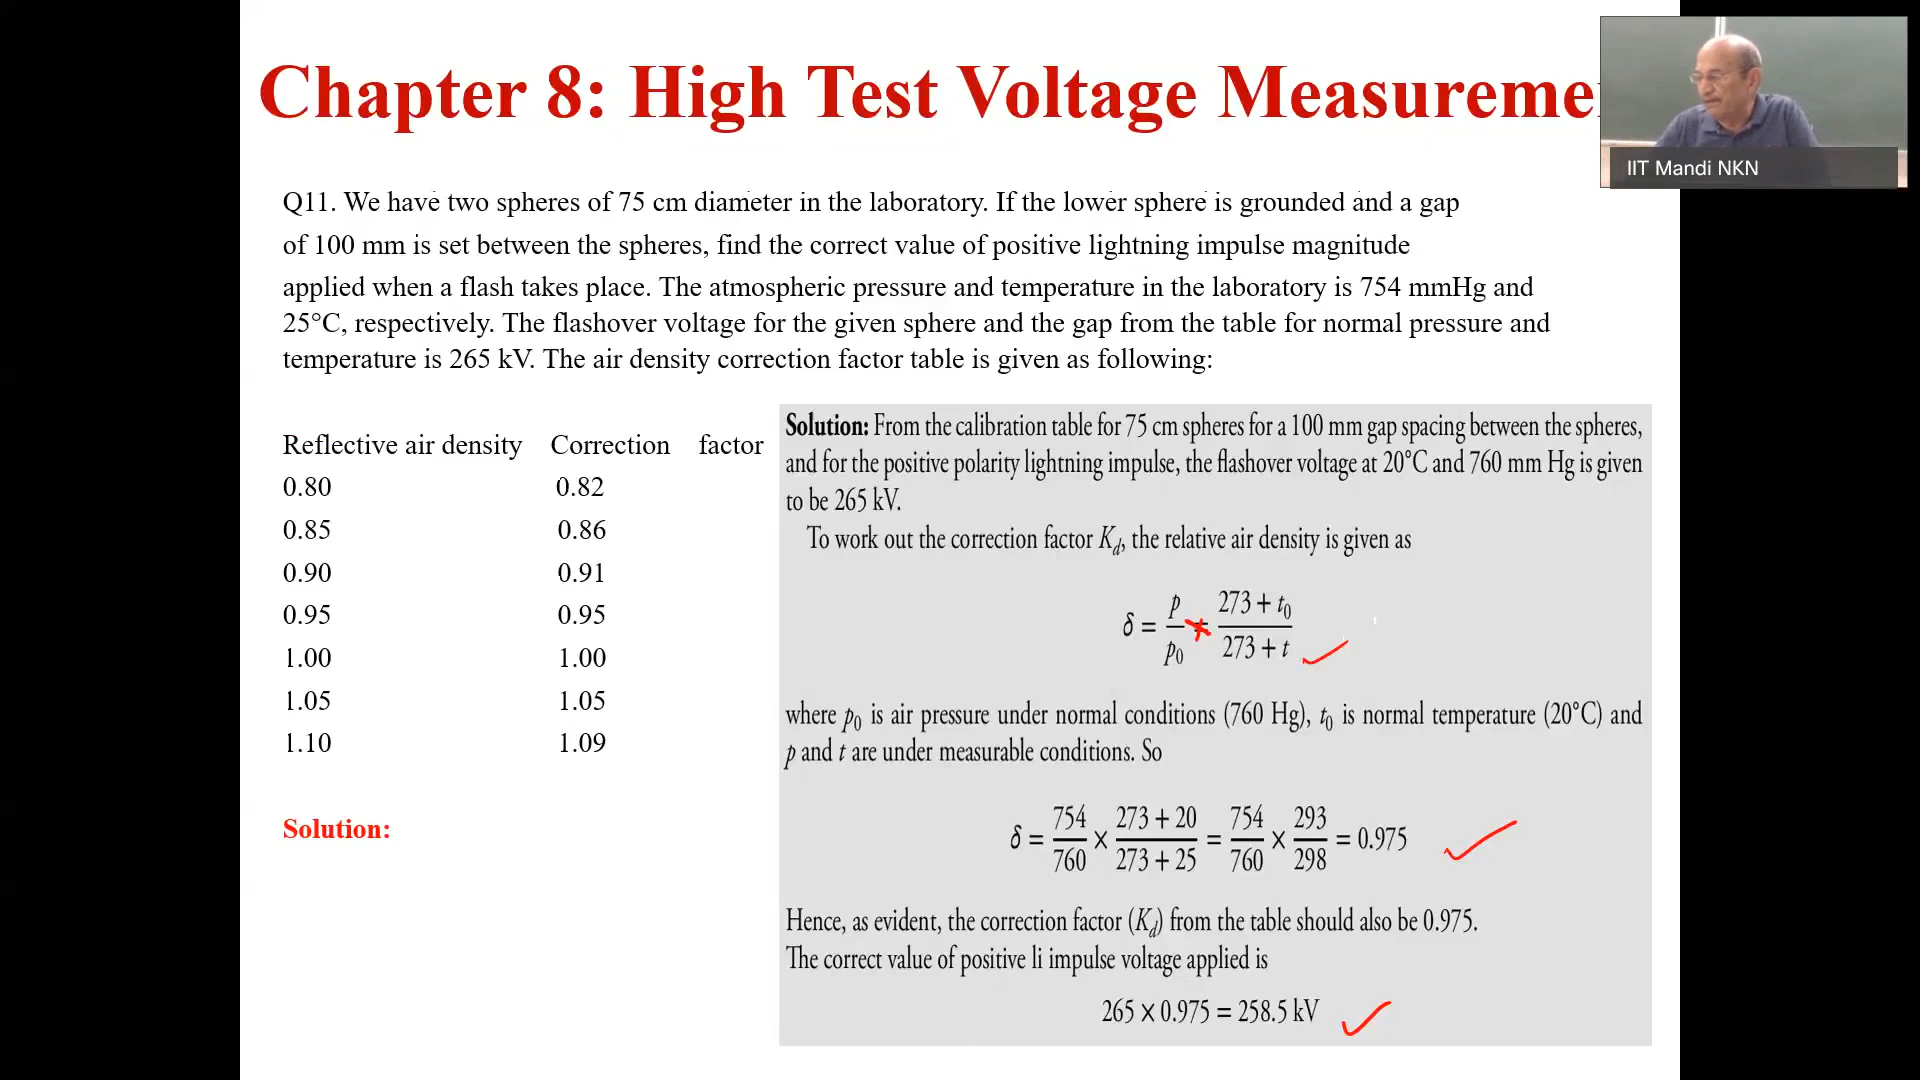 Chapter 8: High Test Voltage Measureme
IIT Mandi NKN
Q11. We have two spheres of 75 cm diameter in the laboratory. If the lower sphere is grounded and a gap
of 100 mm is set between the spheres, find the correct value of positive lightning impulse magnitude
applied when a flash takes place. The atmospheric pressure and temperature in the laboratory is 754 mmHg and
25°C, respectively. The flashover voltage for the given sphere and the gap from the table for normal pressure and
temperature is 265 kV. The air density correction factor table is given as following:
Reflective air density Correction factor
0.80 0.82
0.85 0.86
0.90 0.91
0.95 0.95
1.00 1.00
1.05 1.05
1.10 1.09
Solution:
Solution: From the calibration table for 75 cm spheres for a 100 mm gap spacing between the spheres,
and for the positive polarity lightning impulse, the flashover voltage at 20°C and 760 mm Hg is given
to be 265 kV.
To work out the correction factor K_d, the relative air density is given as
δ = p/p₀ × (273 + t₀)/(273 + t)
where p₀ is air pressure under normal conditions (760 Hg), t₀ is normal temperature (20°C) and
p and t are under measurable conditions. So
δ = 754/760 × (273 + 20)/(273 + 25) = 754/760 × 293/298 = 0.975
Hence, as evident, the correction factor (K_d) from the table should also be 0.975.
The correct value of positive li impulse voltage applied is
265 × 0.975 = 258.5 kV